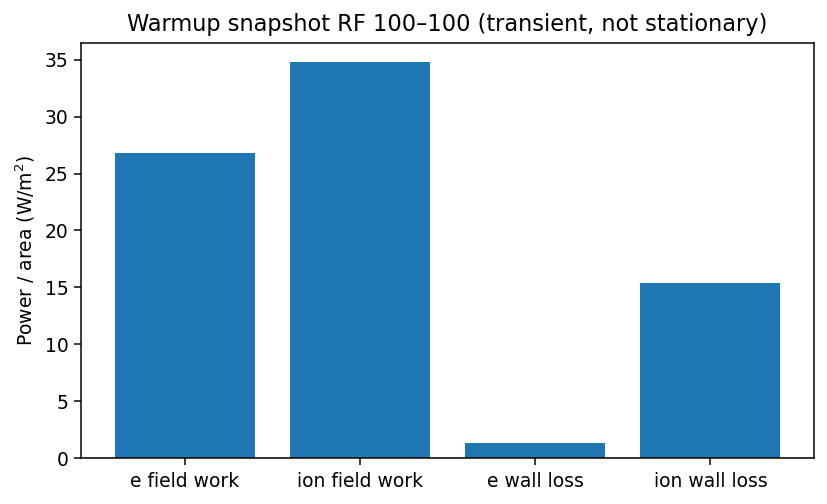 Warmup snapshot RF 100–100 (transient, not stationary)
Power / area (W/m²)
35
30
25
20
15
10
5
0
e field work
ion field work
e wall loss
ion wall loss